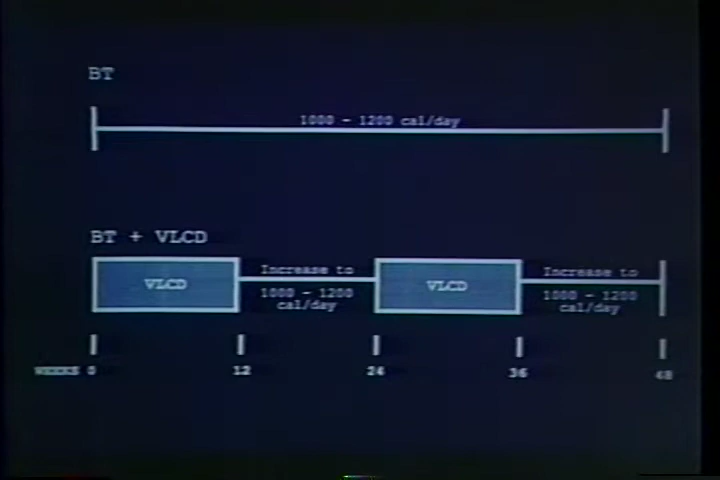 BT
1000 - 1200 cal/day
BT + VLCD
VLCD
Increase to
1000 - 1200
cal/day
VLCD
Increase to
1000 - 1200
cal/day
WEEKS 0 12 24 36 48